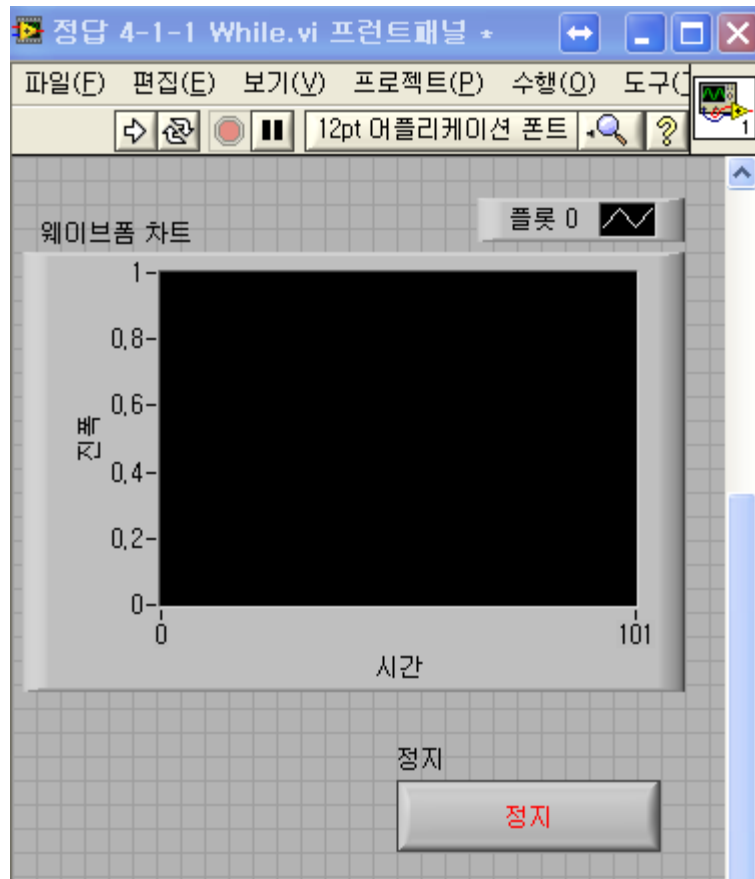 정답 4-1-1 While.vi 프런트패널 *
파일(F) 편집(E) 보기(V) 프로젝트(P) 수행(O) 도구(
12pt 어플리케이션 폰트
?
1
웨이브폼 차트
플롯 0
1
0,8
0,6
0,4
0,2
0
진폭
0
101
시간
정지
정지